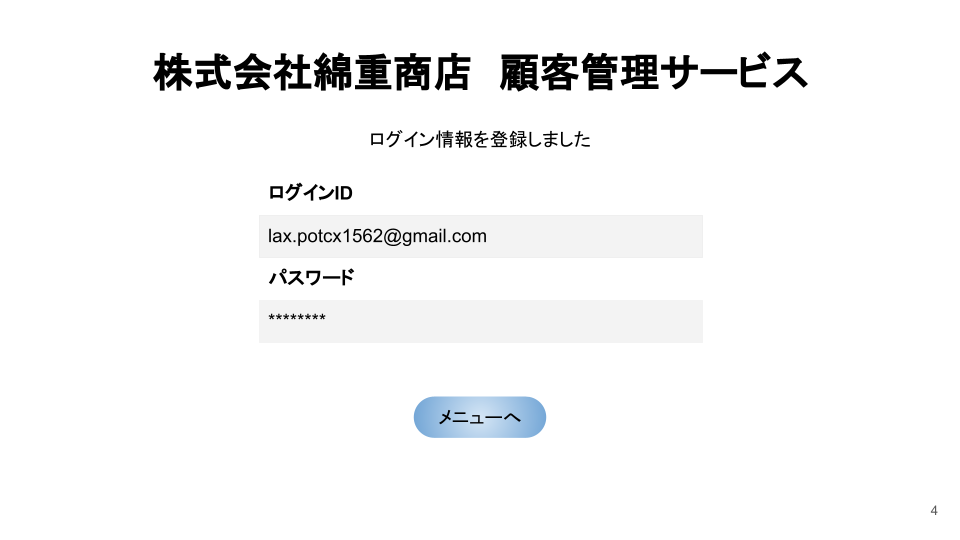 株式会社綿重商店　顧客管理サービス
ログイン情報を登録しました
ログインID
lax.potcx1562@gmail.com
パスワード
********
メニューへ
4